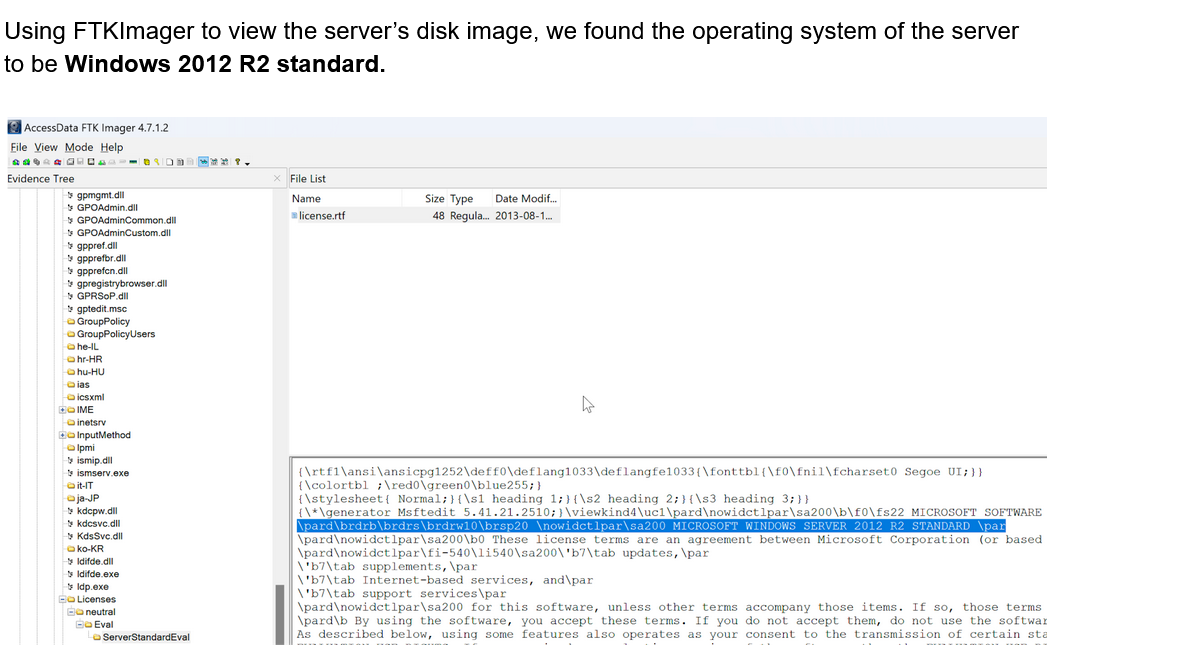 Using FTKImager to view the server’s disk image, we found the operating system of the server
to be Windows 2012 R2 standard.
AccessData FTK Imager 4.7.1.2
File View Mode Help
Evidence Tree
gpmgmt.dll
GPOAdmin.dll
GPOAdminCommon.dll
GPOAdminCustom.dll
gppref.dll
gpprefbr.dll
gpprefcn.dll
gpregistrybrowser.dll
GPRSoP.dll
gptedit.msc
GroupPolicy
GroupPolicyUsers
he-IL
hr-HR
hu-HU
ias
icsxml
IME
inetsrv
InputMethod
Ipmi
ismip.dll
ismserv.exe
it-IT
ja-JP
kdcpw.dll
kdcsvc.dll
KdsSvc.dll
ko-KR
ldifde.dll
ldifde.exe
ldp.exe
Licenses
neutral
Eval
ServerStandardEval
File List
Name Size Type Date Modif...
license.rtf 48 Regula... 2013-08-1...
{\rtf1\ansi\ansicpg1252\deff0\deflang1033\deflangfe1033{\fonttbl{\f0\fnil\fcharset0 Segoe UI;}}
{\colortbl ;\red0\green0\blue255;}
{\stylesheet{ Normal;}{\s1 heading 1;}{\s2 heading 2;}{\s3 heading 3;}}
{\*\generator Msftedit 5.41.21.2510;}\viewkind4\uc1\pard\nowidctlpar\sa200\b\f0\fs22 MICROSOFT SOFTWARE
\pard\brdrb\brdrs\brdrw10\brsp20 \nowidctlpar\sa200 MICROSOFT WINDOWS SERVER 2012 R2 STANDARD \par
\pard\nowidctlpar\sa200\b0 These license terms are an agreement between Microsoft Corporation (or based
\pard\nowidctlpar\fi-540\li540\sa200\'b7\tab updates,\par
\'b7\tab supplements,\par
\'b7\tab Internet-based services, and\par
\'b7\tab support services\par
\pard\nowidctlpar\sa200 for this software, unless other terms accompany those items. If so, those terms
\pard\b By using the software, you accept these terms. If you do not accept them, do not use the softwar
As described below, using some features also operates as your consent to the transmission of certain sta